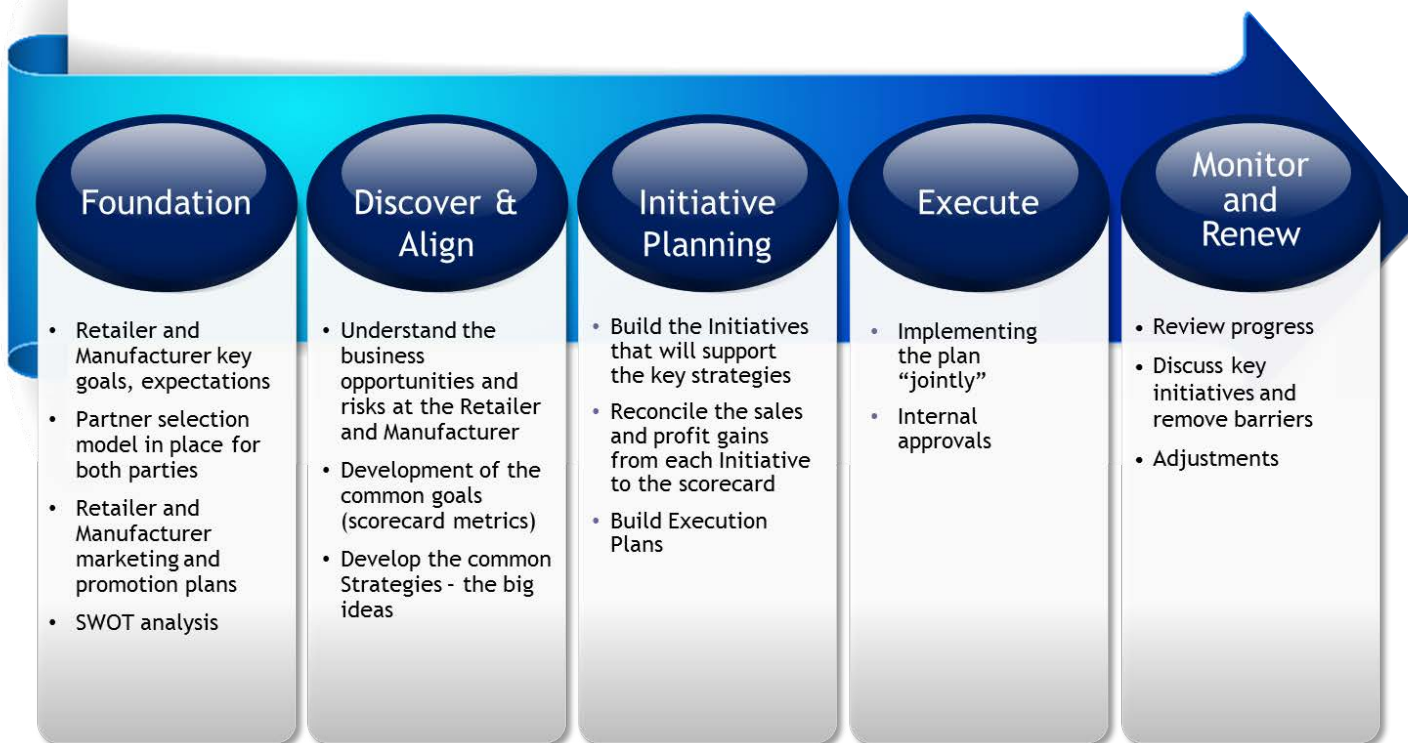 Foundation
• Retailer and
Manufacturer key
goals, expectations
• Partner selection
model in place for
both parties
• Retailer and
Manufacturer
marketing and
promotion plans
• SWOT analysis
Discover &
Align
• Understand the
business
opportunities and
risks at the Retailer
and Manufacturer
• Development of the
common goals
(scorecard metrics)
• Develop the common
Strategies - the big
ideas
Initiative
Planning
• Build the Initiatives
that will support
the key strategies
• Reconcile the sales
and profit gains
from each Initiative
to the scorecard
• Build Execution
Plans
Execute
• Implementing
the plan
“jointly”
• Internal
approvals
Monitor
and
Renew
• Review progress
• Discuss key
initiatives and
remove barriers
• Adjustments